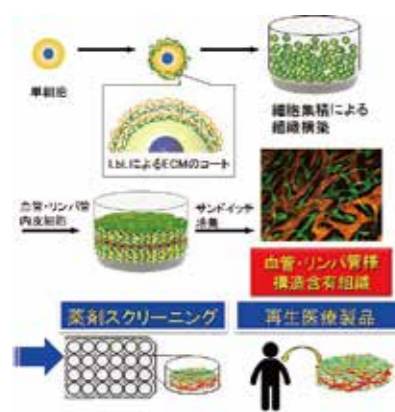 単細胞
LbLによるECMのコート
細胞集積による
組織構築
血管・リンパ管
内皮細胞
サンドイッチ
培養
血管・リンパ管様
構造含有組織
薬剤スクリーニング
再生医療製品